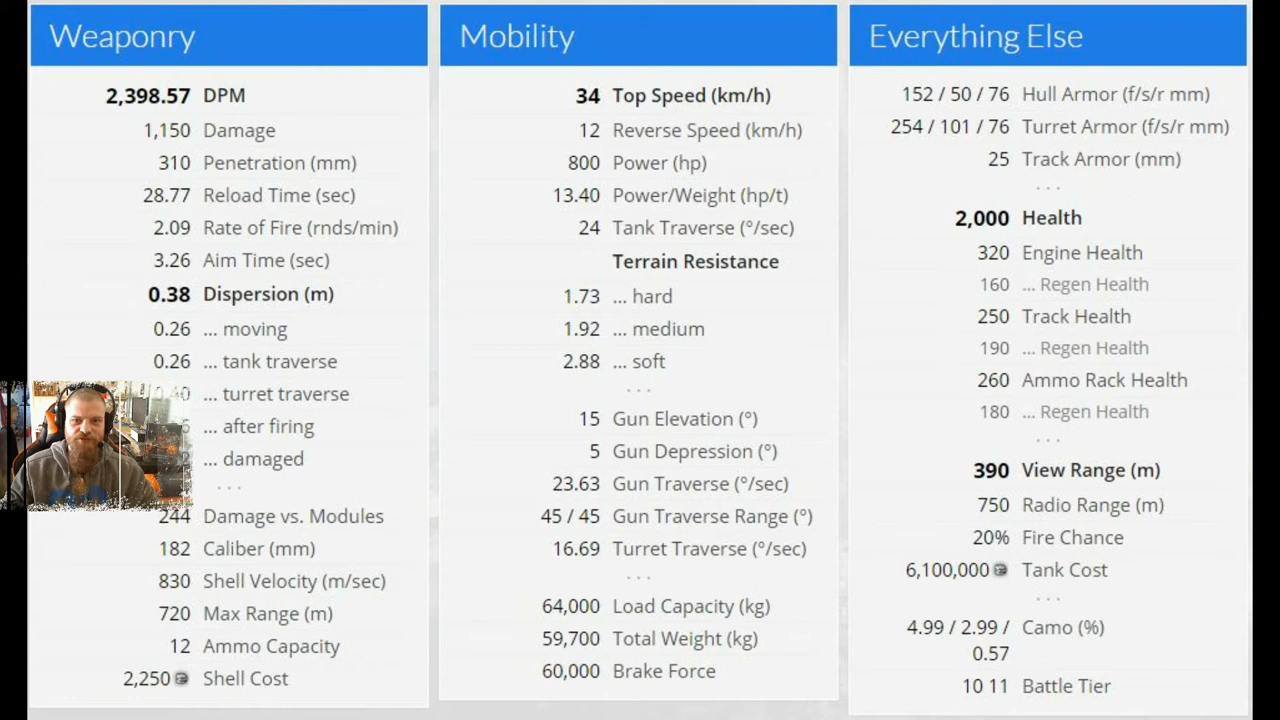 Weaponry
2,398.57 DPM
1,150 Damage
310 Penetration (mm)
28.77 Reload Time (sec)
2.09 Rate of Fire (rnds/min)
3.26 Aim Time (sec)
0.38 Dispersion (m)
0.26 ... moving
0.26 ... tank traverse
... turret traverse
... after firing
... damaged
...
244 Damage vs. Modules
182 Caliber (mm)
830 Shell Velocity (m/sec)
720 Max Range (m)
12 Ammo Capacity
2,250 Shell Cost
Mobility
34 Top Speed (km/h)
12 Reverse Speed (km/h)
800 Power (hp)
13.40 Power/Weight (hp/t)
24 Tank Traverse (°/sec)
Terrain Resistance
1.73 ... hard
1.92 ... medium
2.88 ... soft
...
15 Gun Elevation (°)
5 Gun Depression (°)
23.63 Gun Traverse (°/sec)
45 / 45 Gun Traverse Range (°)
16.69 Turret Traverse (°/sec)
...
64,000 Load Capacity (kg)
59,700 Total Weight (kg)
60,000 Brake Force
Everything Else
152 / 50 / 76 Hull Armor (f/s/r mm)
254 / 101 / 76 Turret Armor (f/s/r mm)
25 Track Armor (mm)
...
2,000 Health
320 Engine Health
160 ... Regen Health
250 Track Health
190 ... Regen Health
260 Ammo Rack Health
180 ... Regen Health
...
390 View Range (m)
750 Radio Range (m)
20% Fire Chance
6,100,000 Tank Cost
...
4.99 / 2.99 / Camo (%)
0.57
10 11 Battle Tier